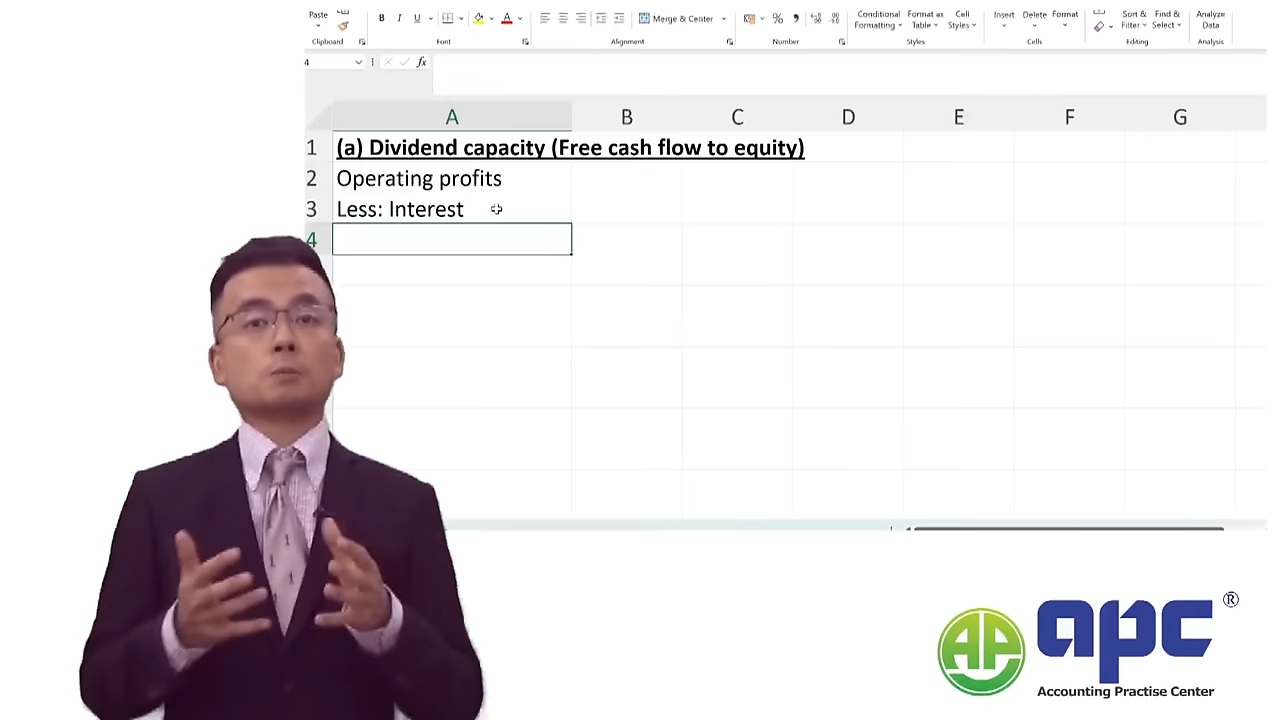 Paste
B I U A
Merge & Center
%
Conditional Format as Cell
Formatting Table Styles
Insert Delete Format
Sort & Find &
Filter Select
Analyze
Data
Clipboard Font Alignment Number Styles Cells Editing Analysis
4 fx
A B C D E F G
1 (a) Dividend capacity (Free cash flow to equity)
2 Operating profits
3 Less: Interest
4
AP apc ®
Accounting Practise Center